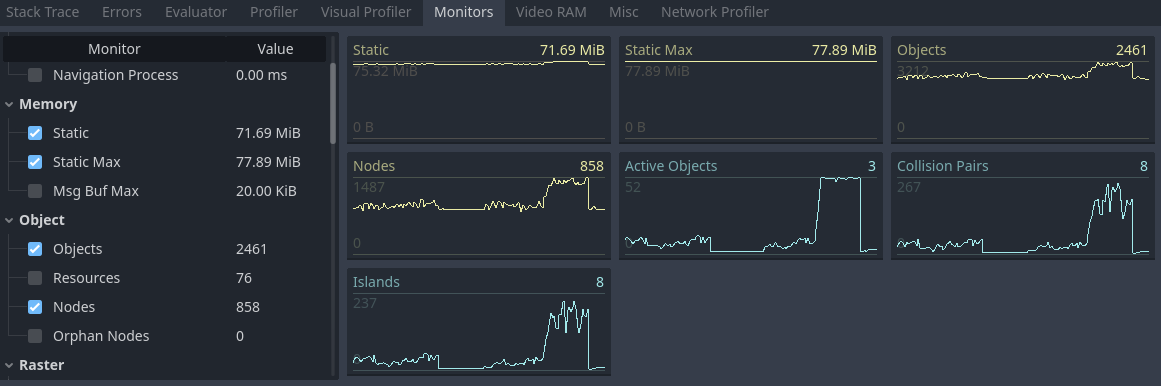 Stack Trace Errors Evaluator Profiler Visual Profiler Monitors Video RAM Misc Network Profiler
Monitor Value
Navigation Process 0.00 ms
Memory
Static 71.69 MiB
Static Max 77.89 MiB
Msg Buf Max 20.00 KiB
Object
Objects 2461
Resources 76
Nodes 858
Orphan Nodes 0
Raster
Static 71.69 MiB
75.32 MiB
0 B
Static Max 77.89 MiB
77.89 MiB
0 B
Objects 2461
3212
0
Nodes 858
1487
0
Active Objects 3
52
Collision Pairs 8
267
Islands 8
237